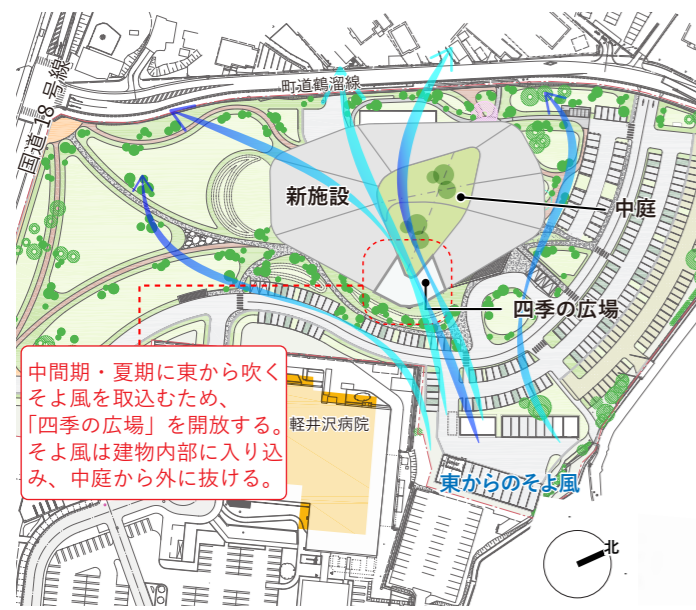 町道鶴溜線
国道18号線
新施設
中庭
四季の広場
中間期・夏期に東から吹く
そよ風を取込むため、
「四季の広場」を開放する。
そよ風は建物内部に入り込
み、中庭から外に抜ける。
軽井沢病院
東からのそよ風
北